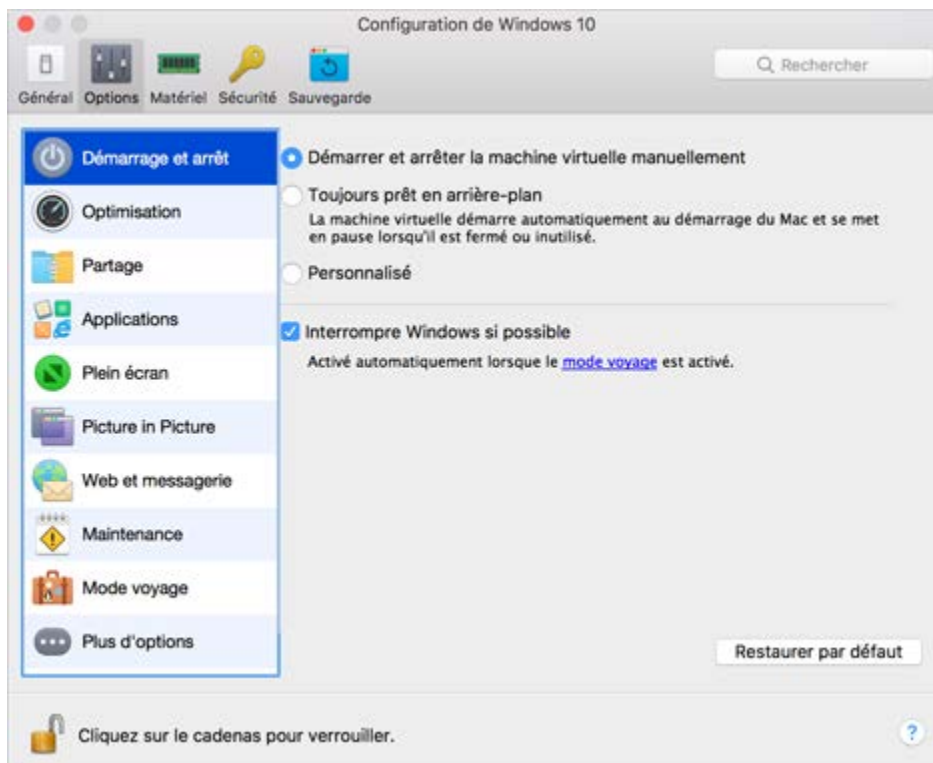 Configuration de Windows 10
Général Options Matériel Sécurité Sauvegarde
Rechercher
Démarrage et arrêt
Optimisation
Partage
Applications
Plein écran
Picture in Picture
Web et messagerie
Maintenance
Mode voyage
Plus d'options
Démarrer et arrêter la machine virtuelle manuellement
Toujours prêt en arrière-plan
La machine virtuelle démarre automatiquement au démarrage du Mac et se met
en pause lorsqu'il est fermé ou inutilisé.
Personnalisé
Interrompre Windows si possible
Activé automatiquement lorsque le mode voyage est activé.
Restaurer par défaut
Cliquez sur le cadenas pour verrouiller.
?